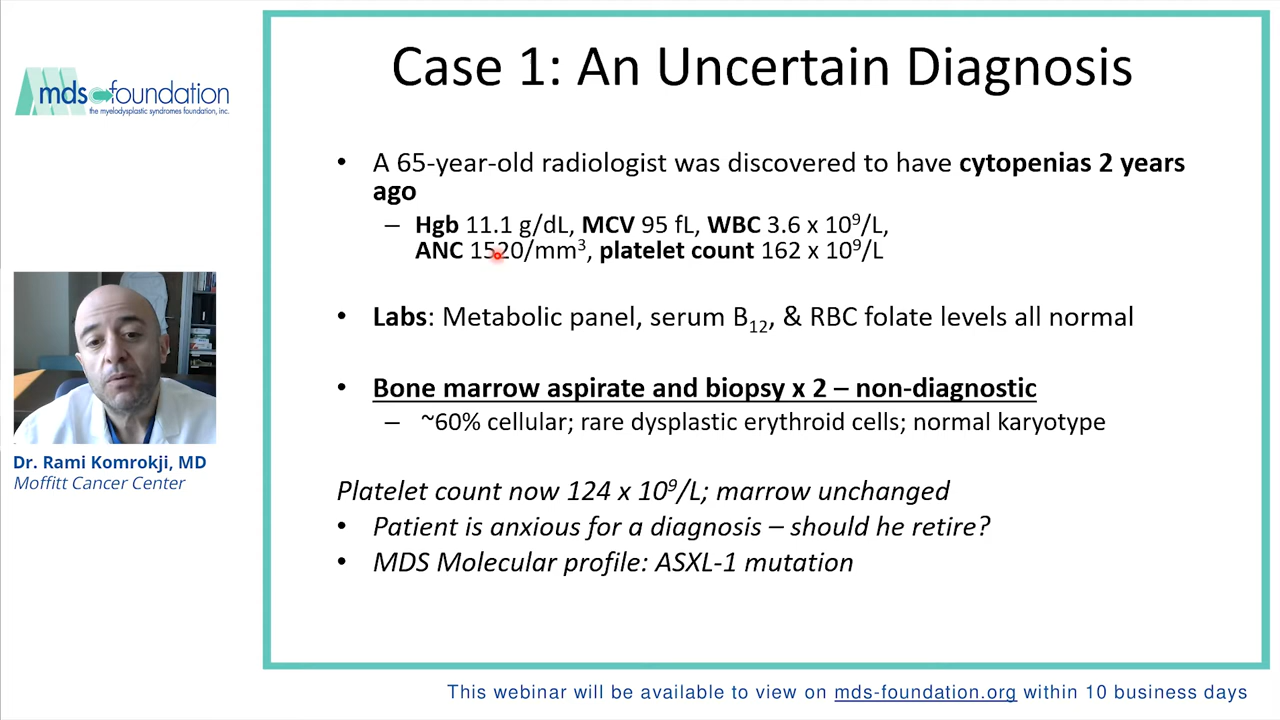 mds foundation
the myelodysplastic syndromes foundation, inc.
Case 1: An Uncertain Diagnosis
• A 65-year-old radiologist was discovered to have cytopenias 2 years
ago
– Hgb 11.1 g/dL, MCV 95 fL, WBC 3.6 x 10⁹/L,
ANC 1520/mm³, platelet count 162 x 10⁹/L
• Labs: Metabolic panel, serum B₁₂, & RBC folate levels all normal
• Bone marrow aspirate and biopsy x 2 – non-diagnostic
– ~60% cellular; rare dysplastic erythroid cells; normal karyotype
Platelet count now 124 x 10⁹/L; marrow unchanged
• Patient is anxious for a diagnosis – should he retire?
• MDS Molecular profile: ASXL-1 mutation
Dr. Rami Komrokji, MD
Moffitt Cancer Center
This webinar will be available to view on mds-foundation.org within 10 business days